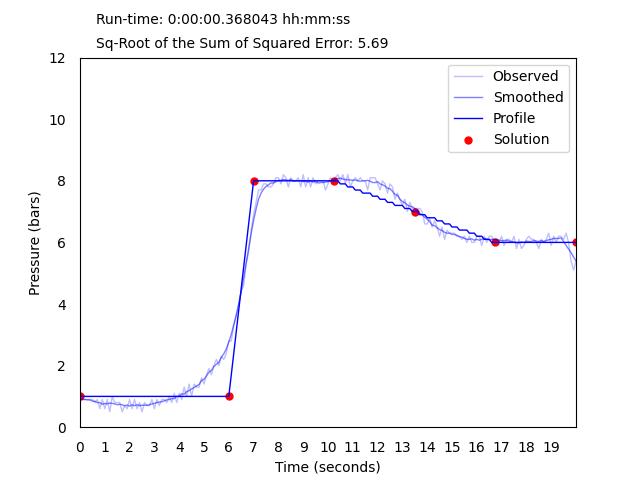 Run-time: 0:00:00.368043 hh:mm:ss
Sq-Root of the Sum of Squared Error: 5.69
12
10
8
6
4
2
0
Pressure (bars)
Observed
Smoothed
Profile
Solution
0 1 2 3 4 5 6 7 8 9 10 11 12 13 14 15 16 17 18 19
Time (seconds)